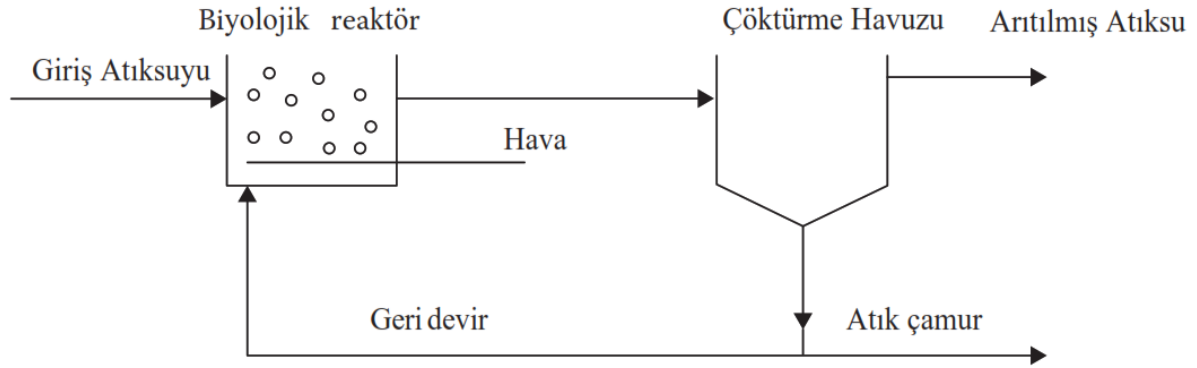 Biyolojik reaktör
Çöktürme Havuzu
Arıtılmış Atıksu
Giriş Atıksuyu
Hava
Geri devir
Atık çamur